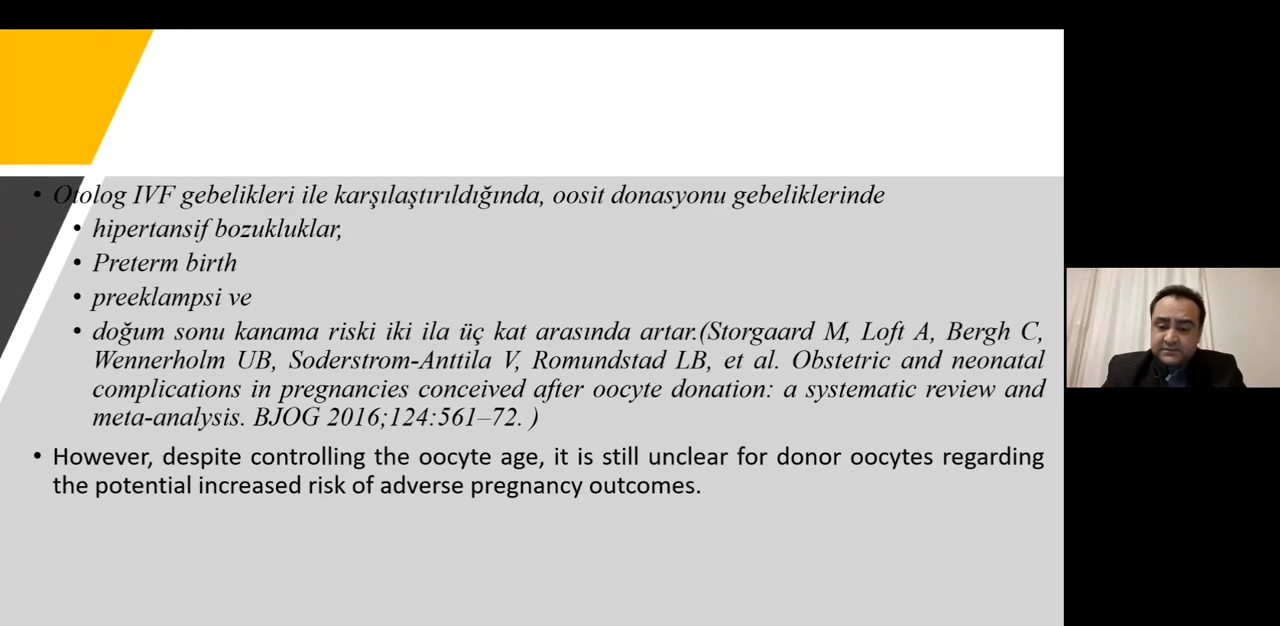 • Otolog IVF gebelikleri ile karşılaştırıldığında, oosit donasyonu gebeliklerinde
• hipertansif bozukluklar,
• Preterm birth
• preeklampsi ve
• doğum sonu kanama riski iki ila üç kat arasında artar.(Storgaard M, Loft A, Bergh C,
Wennerholm UB, Soderstrom-Anttila V, Romundstad LB, et al. Obstetric and neonatal
complications in pregnancies conceived after oocyte donation: a systematic review and
meta-analysis. BJOG 2016;124:561–72. )
• However, despite controlling the oocyte age, it is still unclear for donor oocytes regarding
the potential increased risk of adverse pregnancy outcomes.